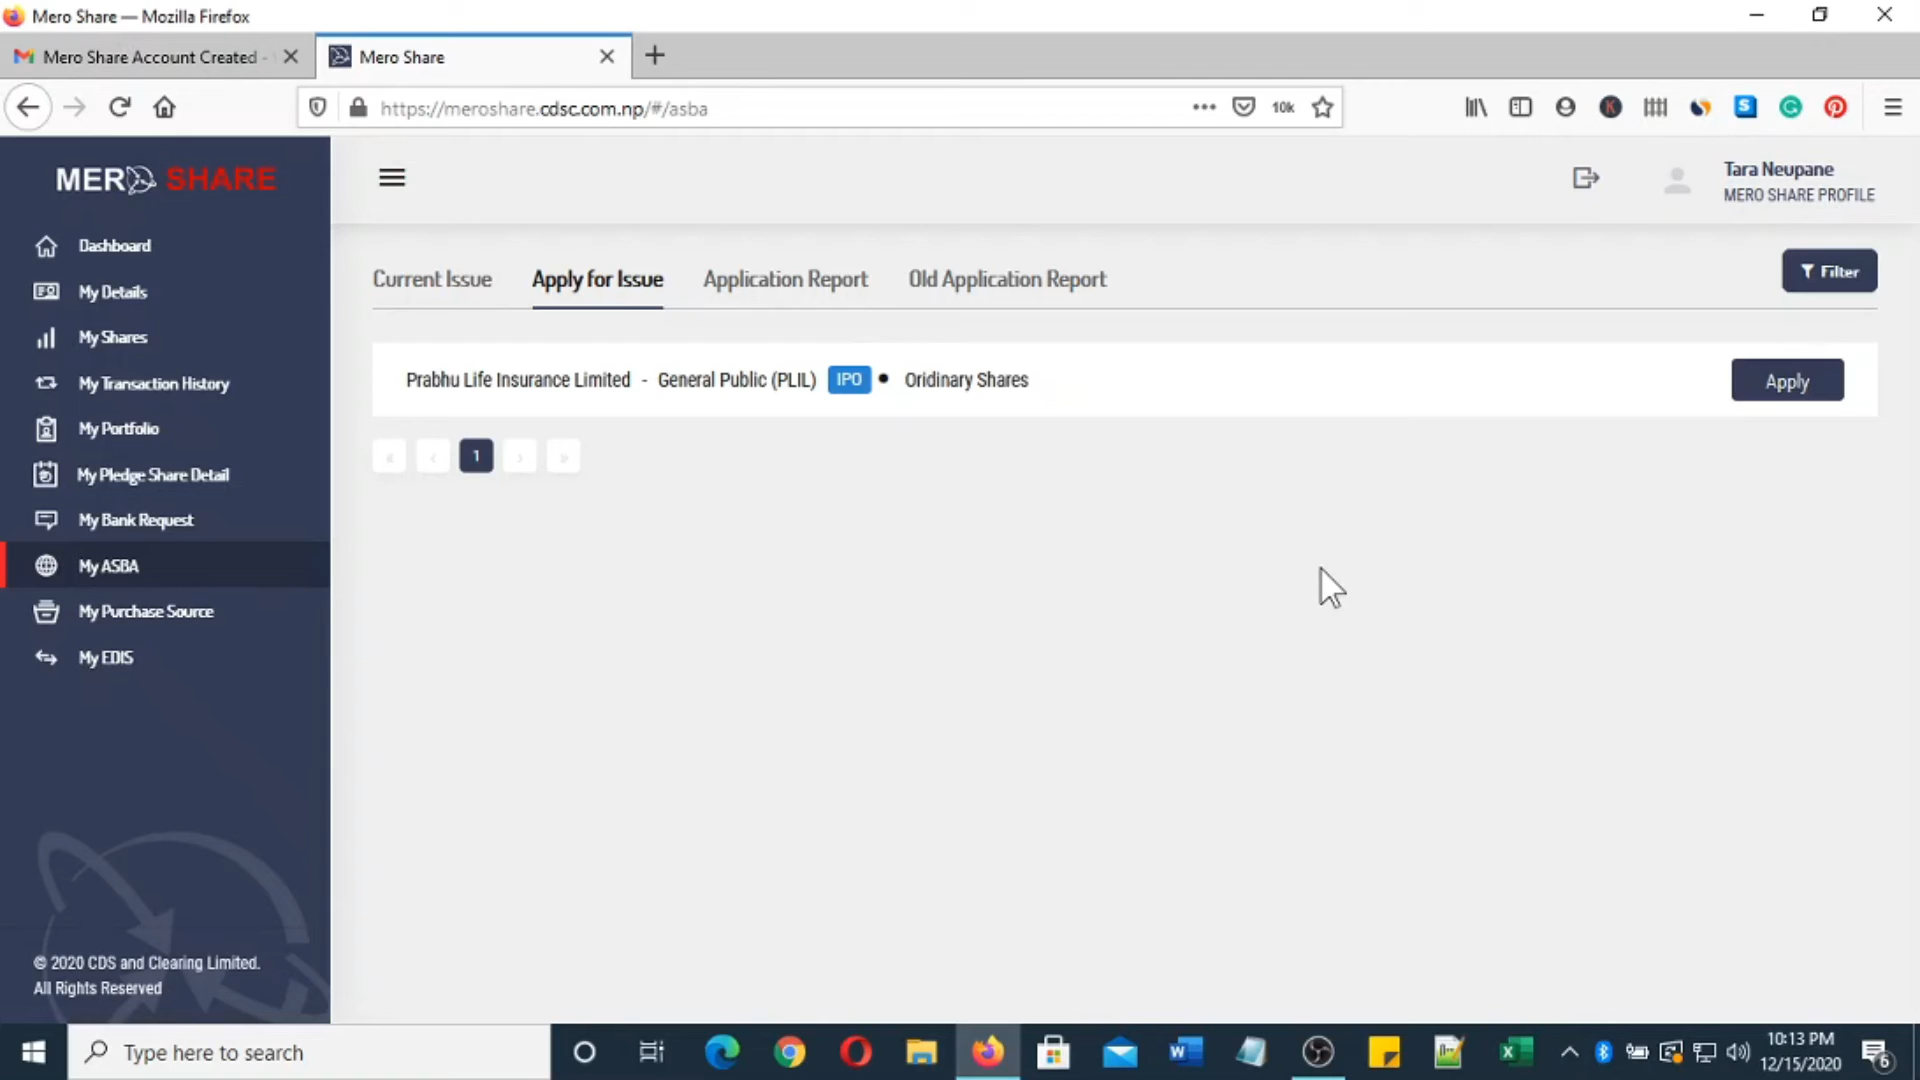 Mero Share — Mozilla Firefox
Mero Share Account Created -
Mero Share
https://meroshare.cdsc.com.np/#/asba
10k
MERO SHARE
Tara Neupane
MERO SHARE PROFILE
Dashboard
My Details
My Shares
My Transaction History
My Portfolio
My Pledge Share Detail
My Bank Request
My ASBA
My Purchase Source
My EDIS
Current Issue
Apply for Issue
Application Report
Old Application Report
Filter
Prabhu Life Insurance Limited - General Public (PLIL) IPO • Oridinary Shares
Apply
« ‹ 1 › »
© 2020 CDS and Clearing Limited.
All Rights Reserved
Type here to search
10:13 PM
12/15/2020
6